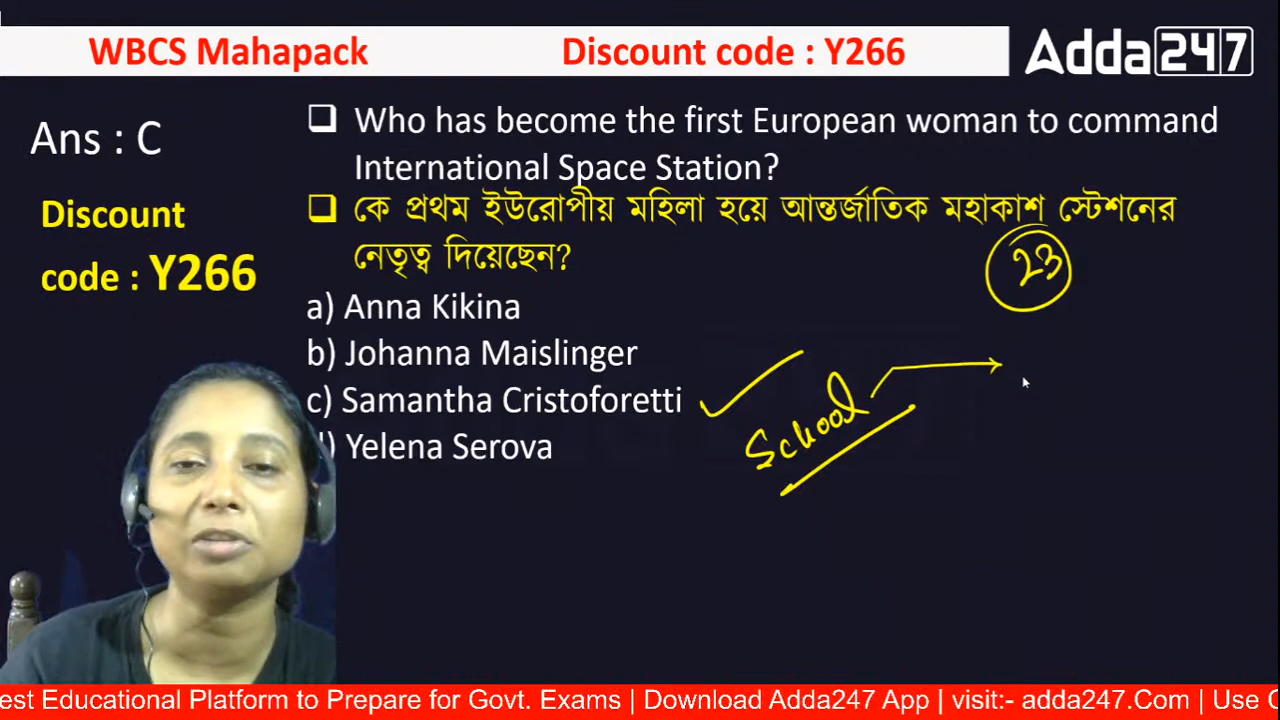 WBCS Mahapack Discount code : Y266 Adda247
Ans : C
Discount
code : Y266
❑ Who has become the first European woman to command
International Space Station?
❑ কে প্রথম ইউরোপীয় মহিলা হয়ে আন্তর্জাতিক মহাকাশ স্টেশনের
নেতৃত্ব দিয়েছেন?
23
a) Anna Kikina
b) Johanna Maislinger
c) Samantha Cristoforetti
School
d) Yelena Serova
est Educational Platform to Prepare for Govt. Exams | Download Adda247 App | visit:- adda247.Com | Use